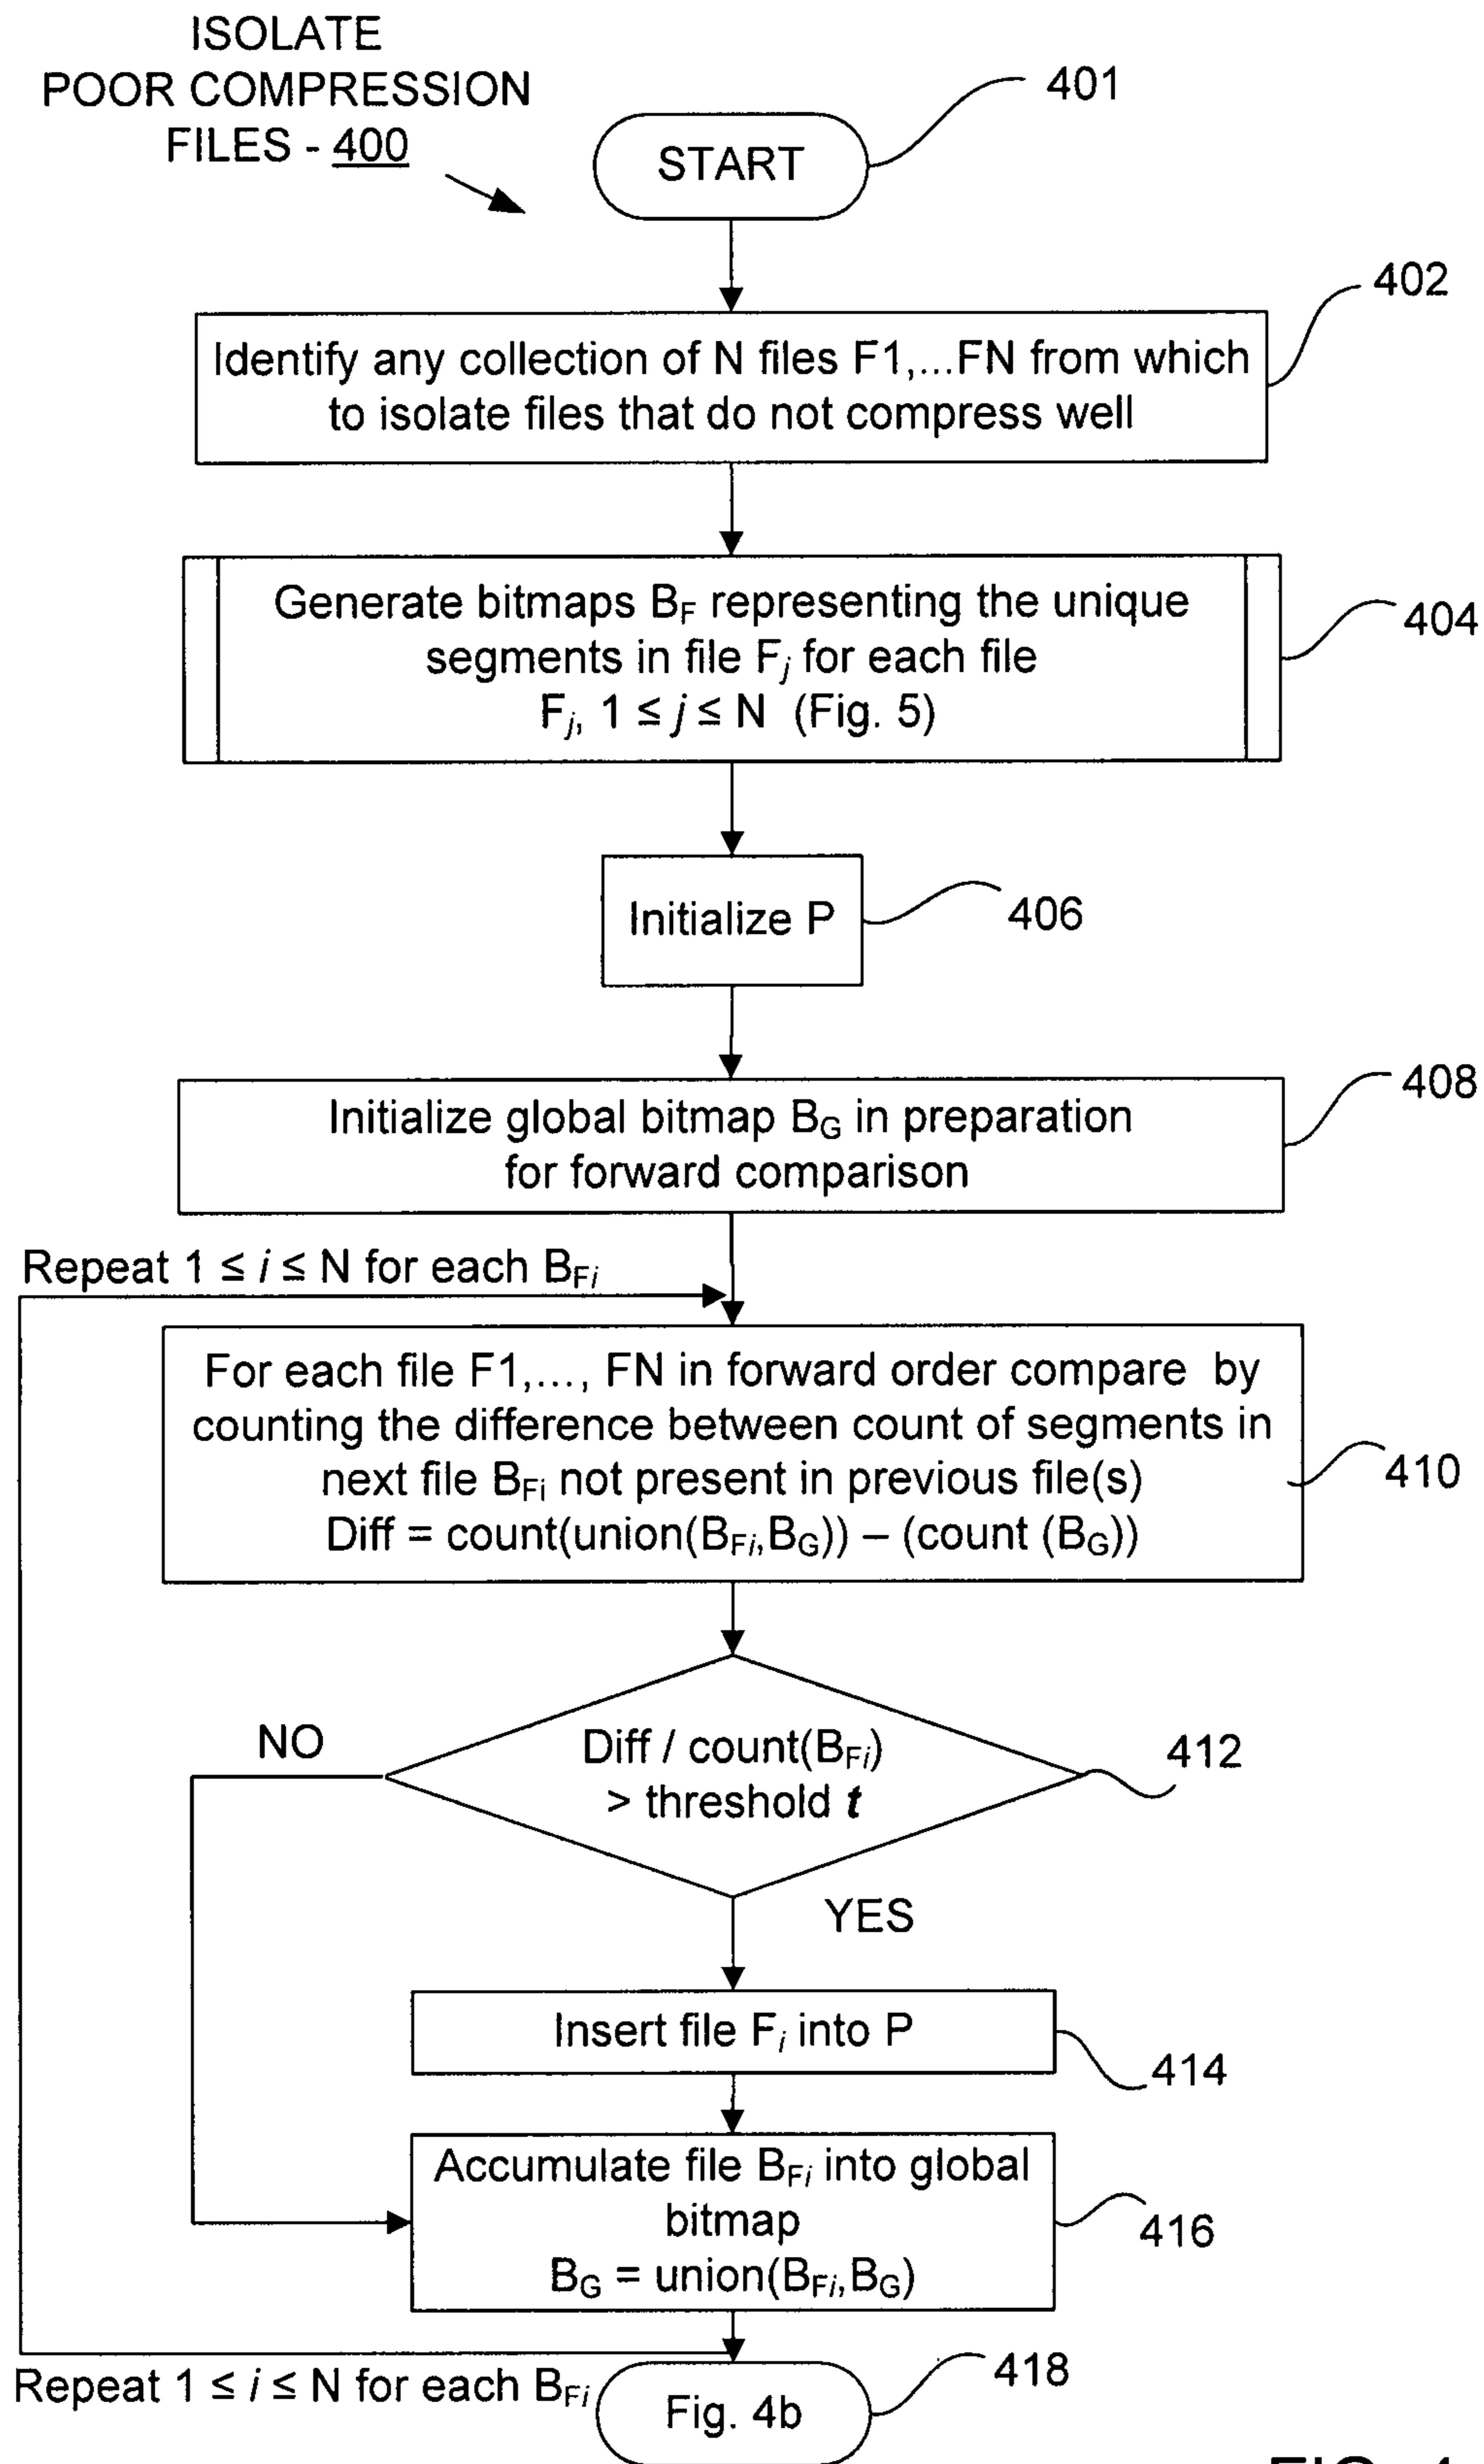 ISOLATE
POOR COMPRESSION
FILES - 400
401
START
402
Identify any collection of N files F1,...FN from which
to isolate files that do not compress well
404
Generate bitmaps BF representing the unique
segments in file Fj for each file
Fj, 1 ≤ j ≤ N (Fig. 5)
Initialize P
406
408
Initialize global bitmap BG in preparation
for forward comparison
Repeat 1 ≤ i ≤ N for each BFi
For each file F1,..., FN in forward order compare by
counting the difference between count of segments in
next file BFi not present in previous file(s)
Diff = count(union(BFi,BG)) – (count (BG))
410
NO
Diff / count(BFi)
> threshold t
412
YES
Insert file Fi into P
414
Accumulate file BFi into global
bitmap
BG = union(BFi,BG)
416
Repeat 1 ≤ i ≤ N for each BFi
418
Fig. 4b